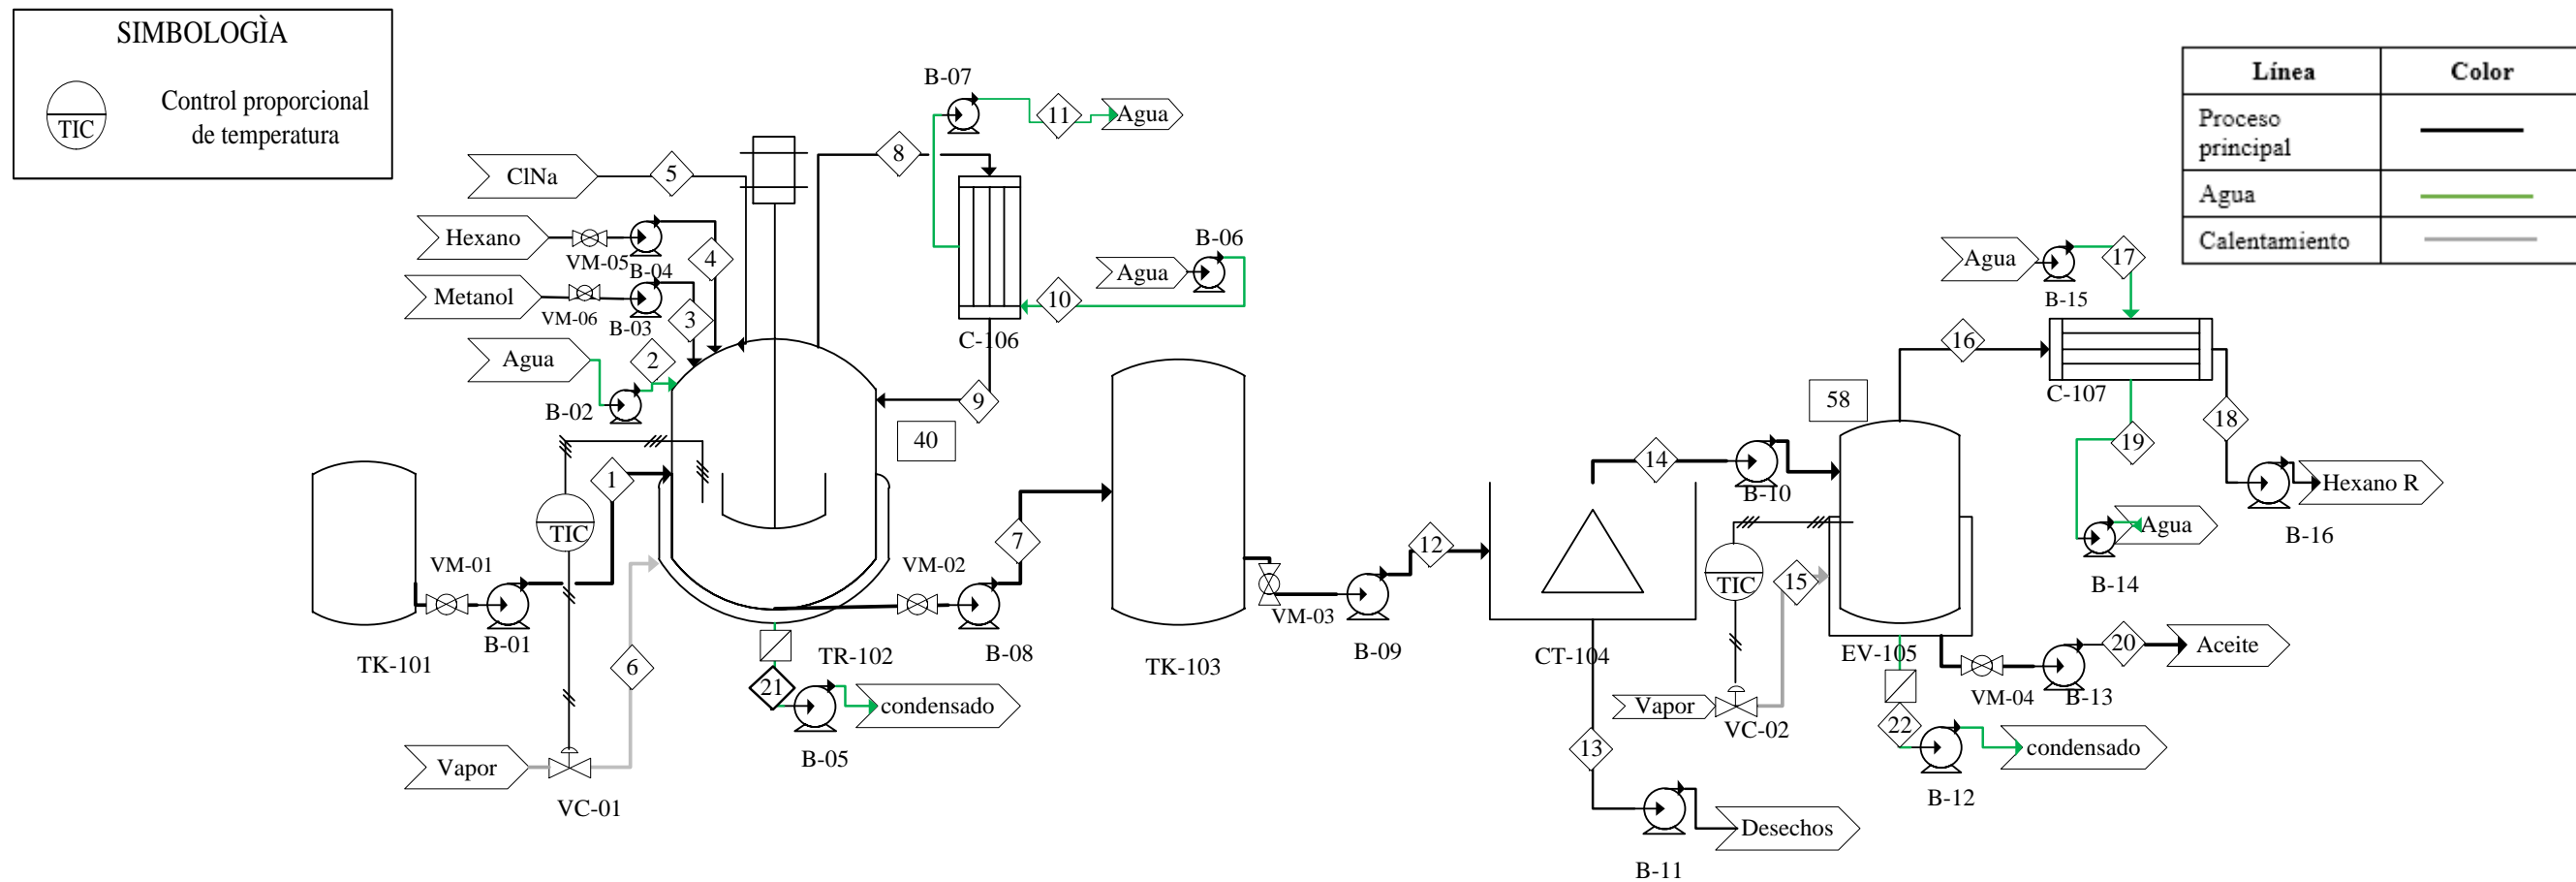 SIMBOLOGÌA
TIC
Control proporcional
de temperatura
Línea
Color
Proceso
principal
Agua
Calentamiento
B-07
11
Agua
8
ClNa
5
Hexano
VM-05
B-04
4
Metanol
VM-06
B-03
3
Agua
2
B-02
B-06
Agua
10
C-106
9
40
1
TIC
TK-101
VM-01
B-01
6
Vapor
VC-01
TR-102
21
condensado
B-05
VM-02
B-08
7
TK-103
VM-03
B-09
12
CT-104
13
B-11
Desechos
14
B-10
58
TIC
15
Vapor
VC-02
EV-105
22
B-12
condensado
VM-04
B-13
20
Aceite
16
Agua
B-15
17
C-107
18
19
B-14
Agua
B-16
Hexano R